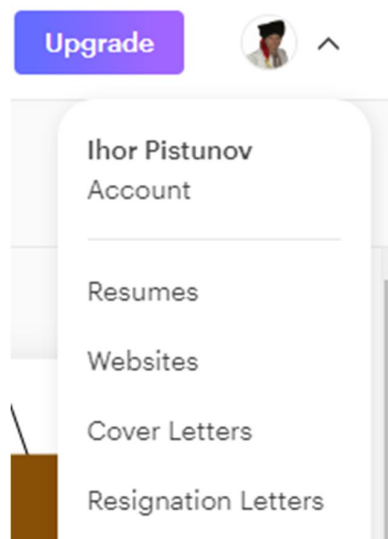 Upgrade
Ihor Pistunov
Account
Resumes
Websites
Cover Letters
Resignation Letters